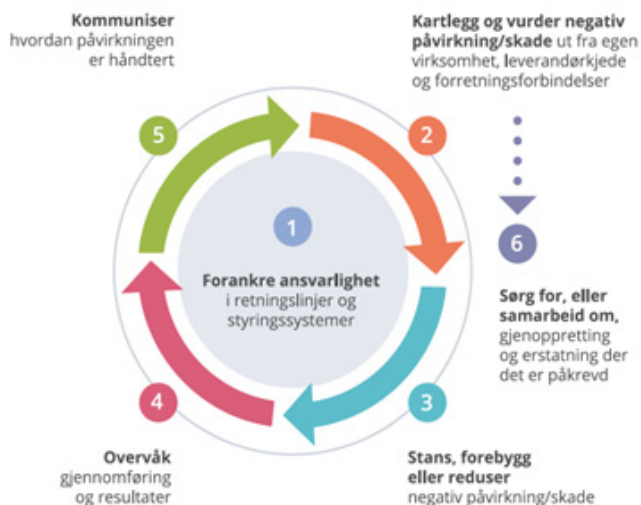 Kommuniser
hvordan påvirkningen
er håndtert
Kartlegg og vurder negativ
påvirkning/skade ut fra egen
virksomhet, leverandørkjede
og forretningsforbindelser
5
2
1
6
Forankre ansvarlighet
i retningslinjer og
styringssystemer
Sørg for, eller
samarbeid om,
gjenoppretting
og erstatning der
det er påkrevd
4
3
Overvåk
gjennomføring
og resultater
Stans, forebygg
eller reduser
negativ påvirkning/skade